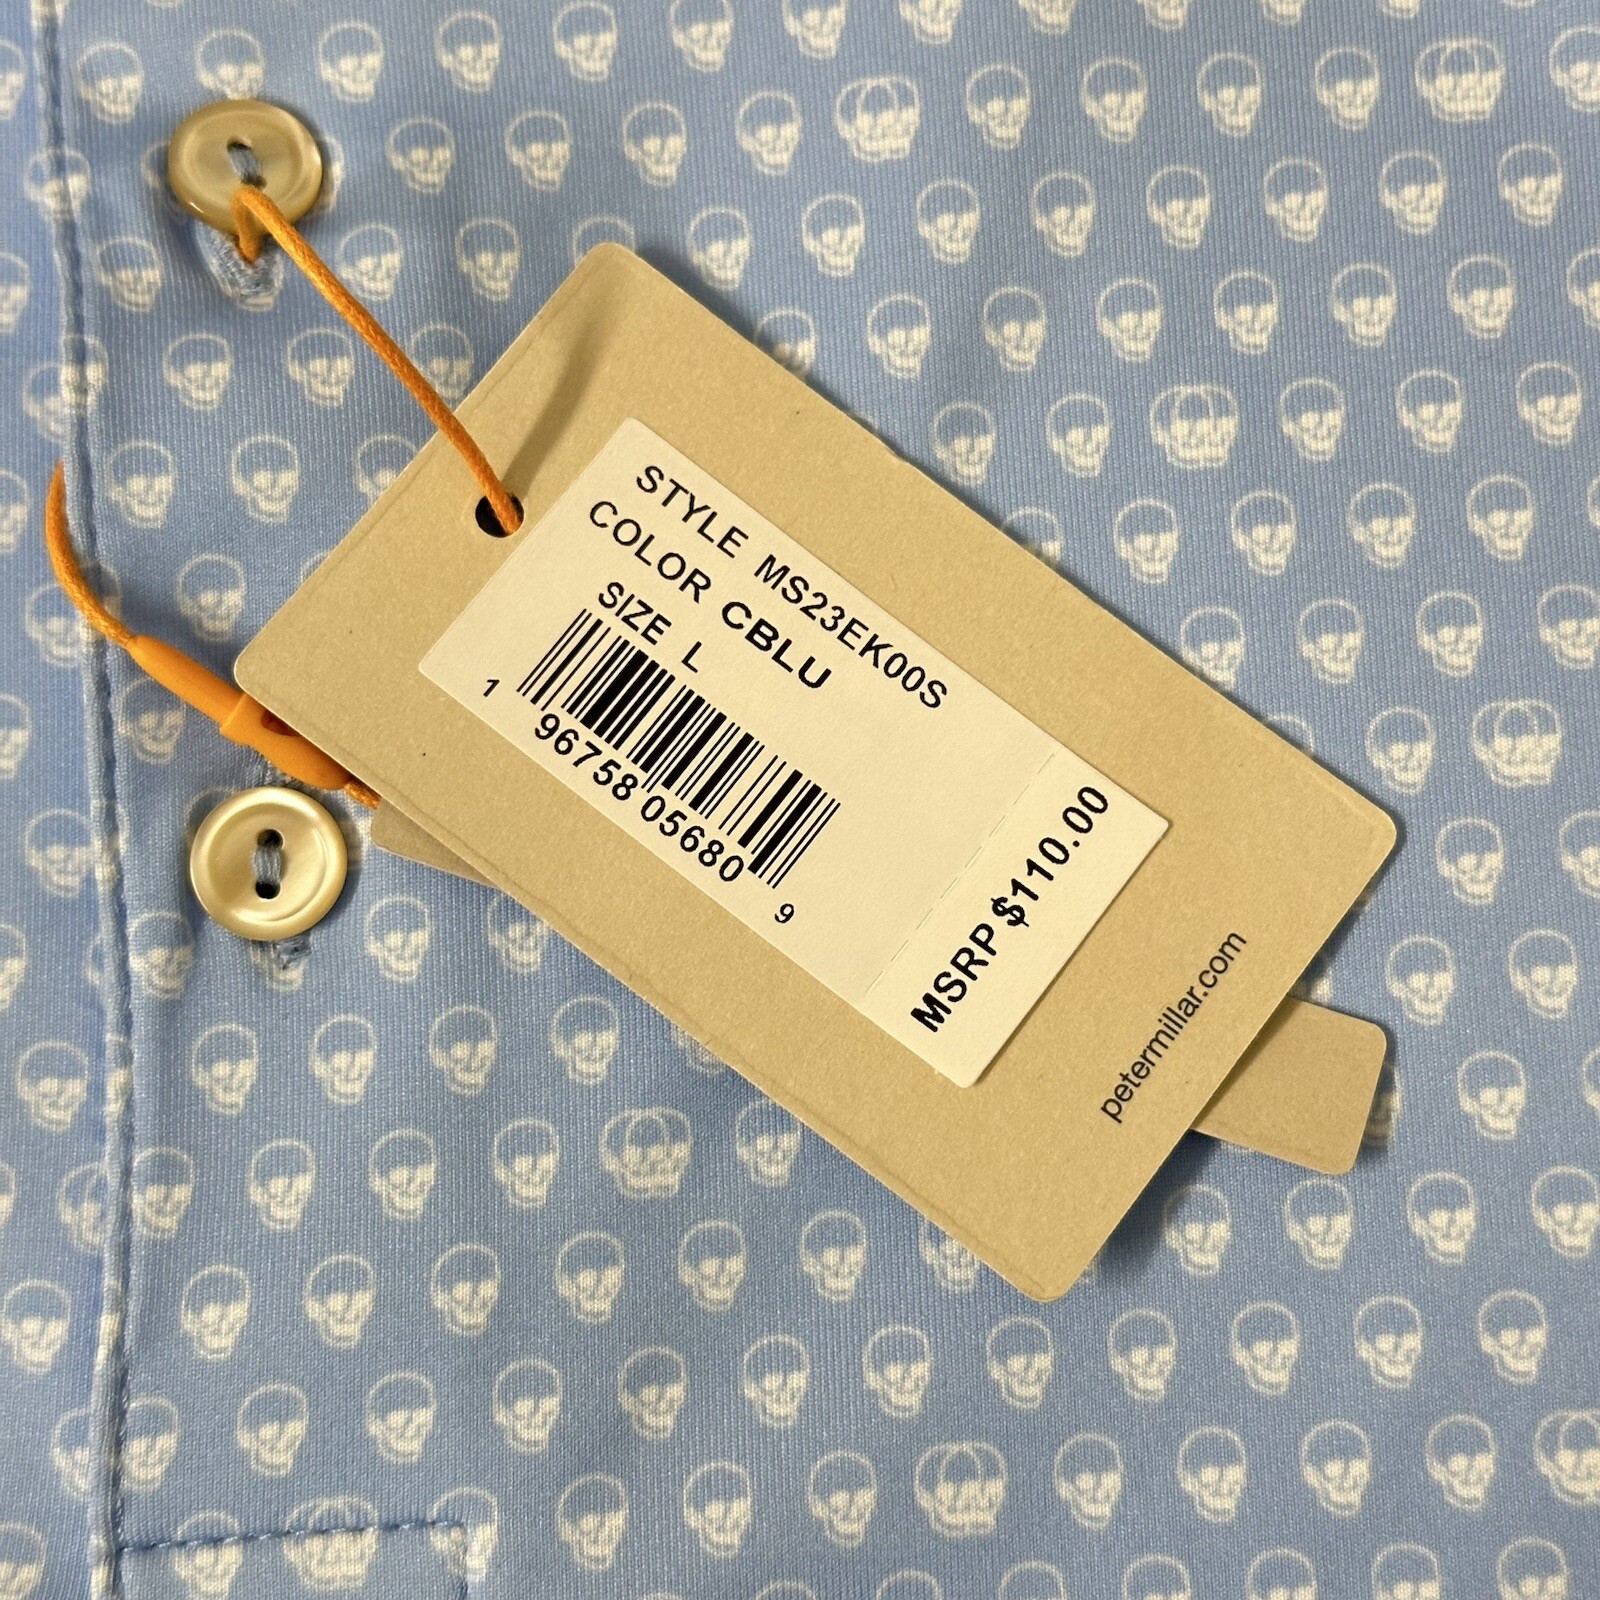 STYLE MS23EK00S
COLOR CBLU
SIZE L
1 96758 05680 9
MSRP $110.00
petermillar.com